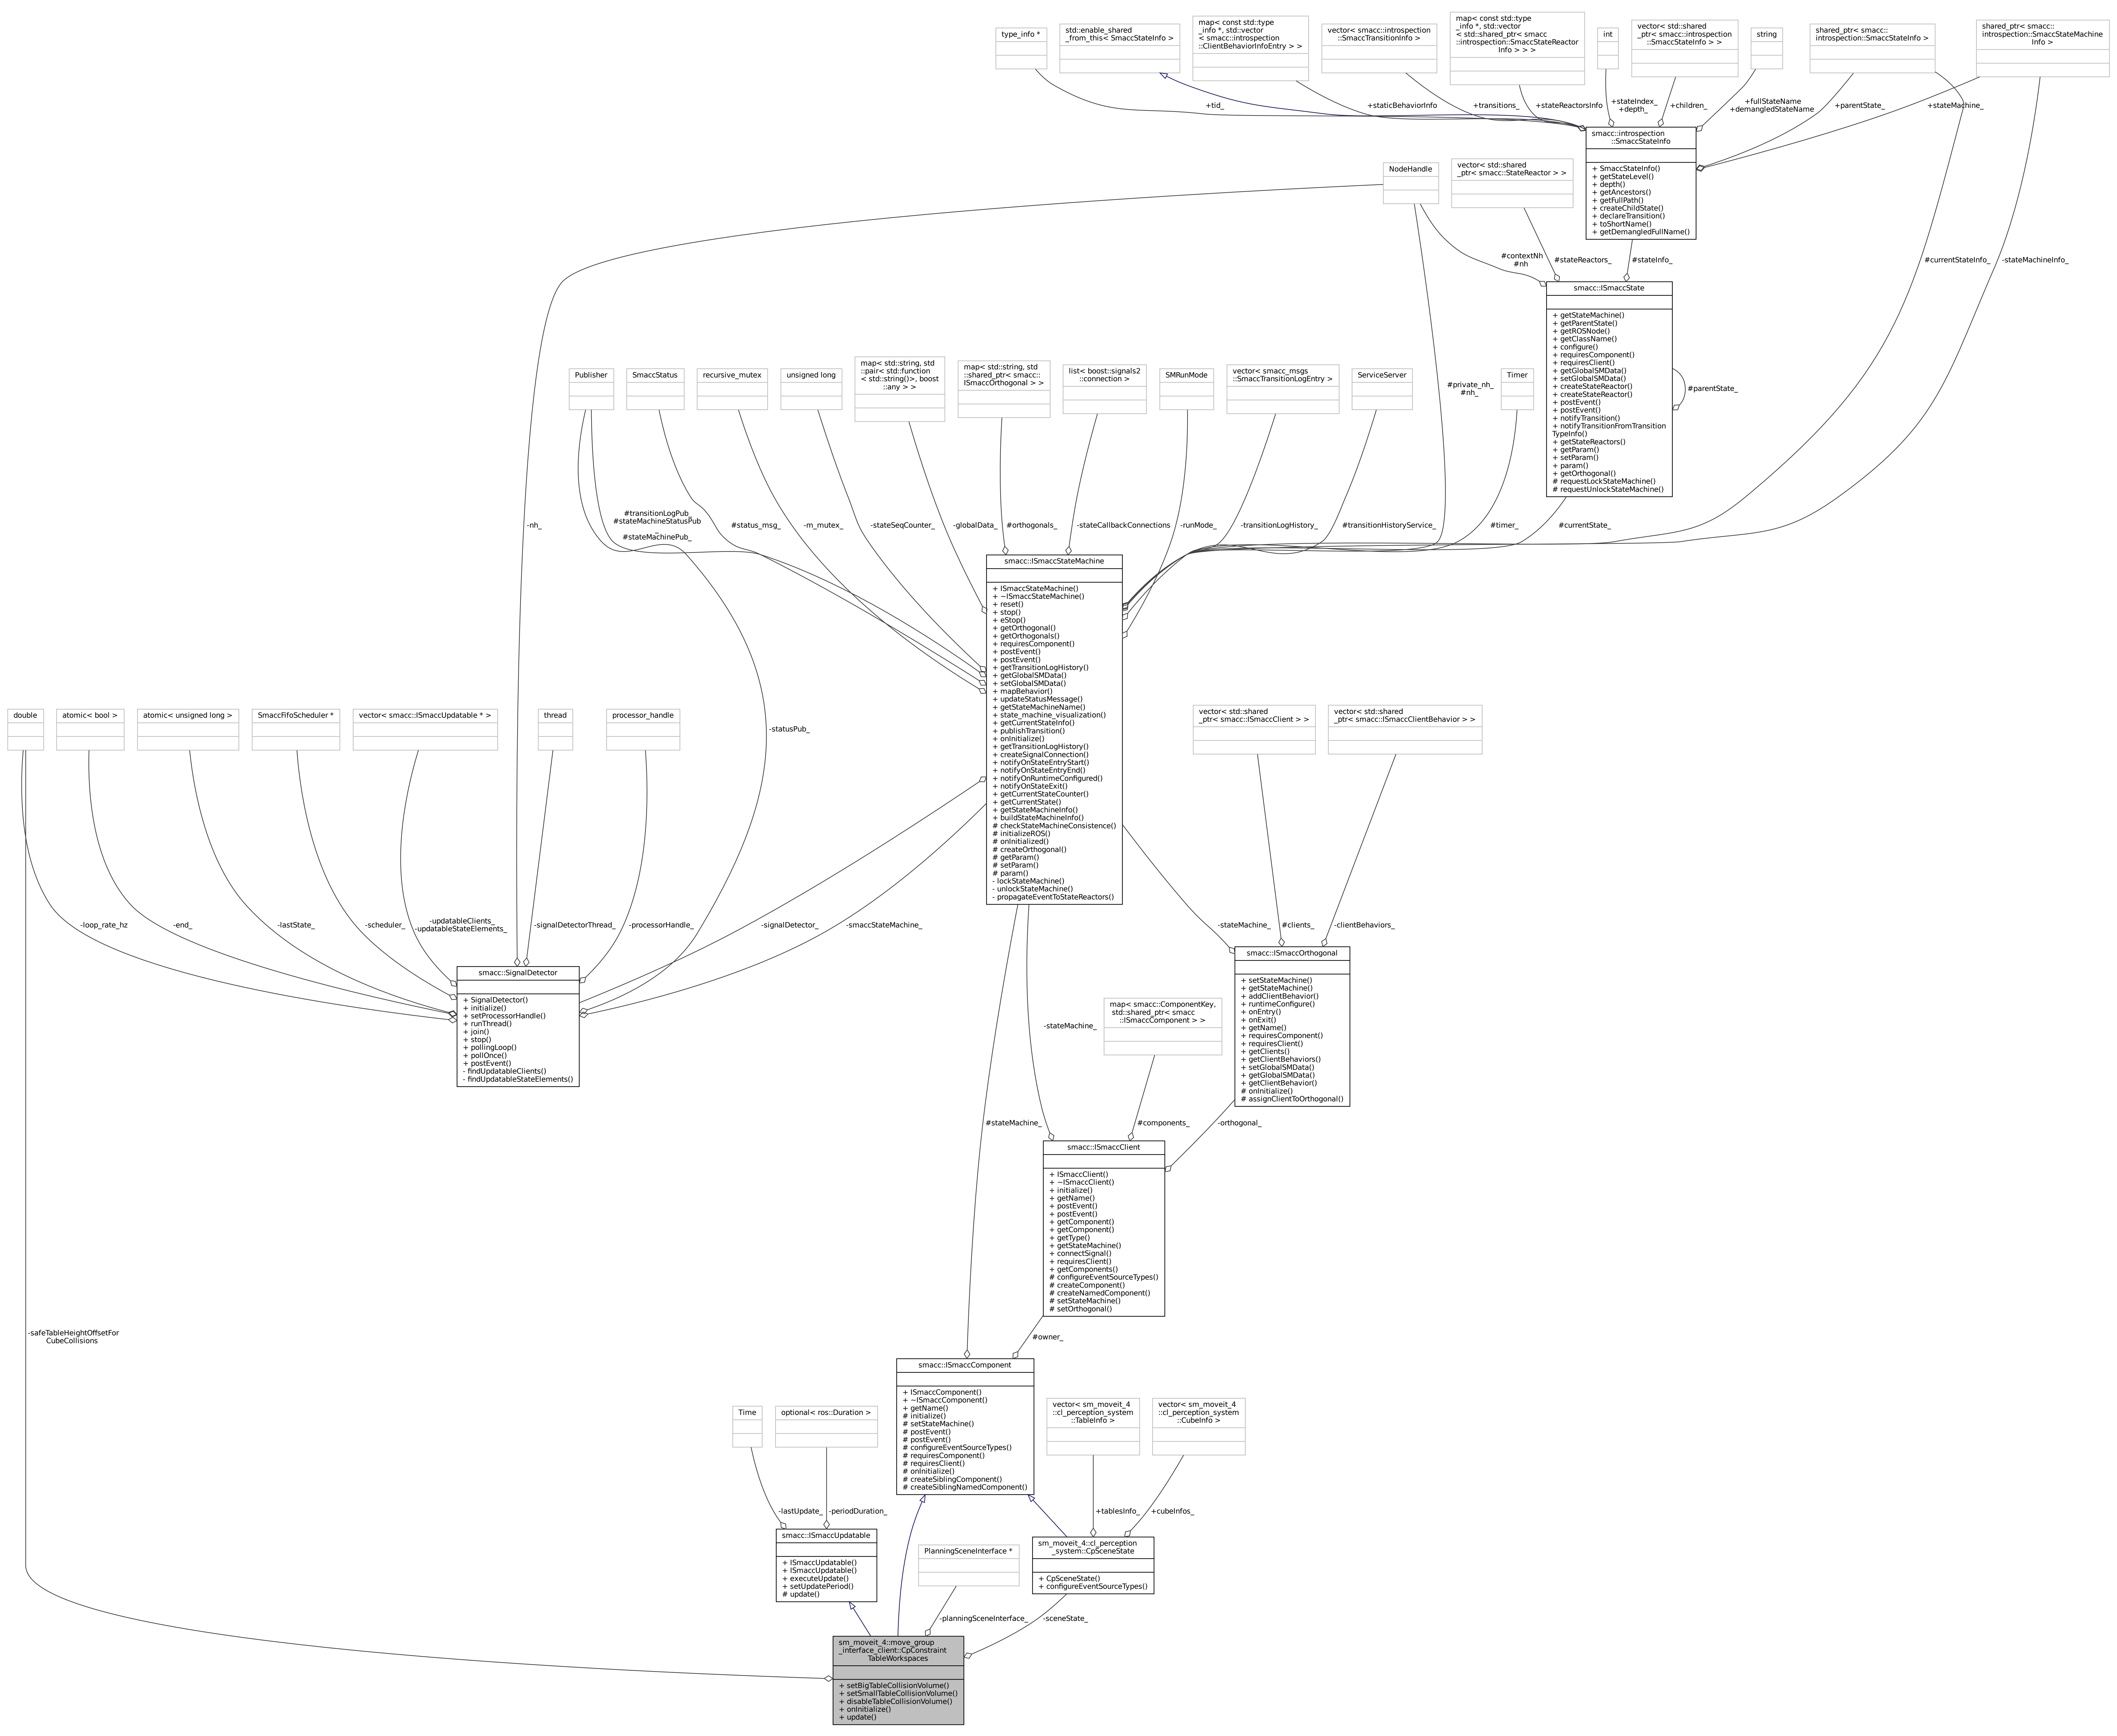 type_info *
std::enable_shared
_from_this< SmaccStateInfo >
map< const std::type
_info *, std::vector
< smacc::introspection
::ClientBehaviorInfoEntry > >
vector< smacc::introspection
::SmaccTransitionInfo >
map< const std::type
_info *, std::vector
< std::shared_ptr< smacc
::introspection::SmaccStateReactor
Info > > >
int
vector< std::shared
_ptr< smacc::introspection
::SmaccStateInfo > >
string
shared_ptr< smacc::
introspection::SmaccStateInfo >
shared_ptr< smacc::
introspection::SmaccStateMachine
Info >
+tid_
+staticBehaviorInfo
+transitions_
+stateReactorsInfo
+stateIndex_
+depth_
+children_
+fullStateName
+demangledStateName
+parentState_
+stateMachine_
smacc::introspection
::SmaccStateInfo
+ SmaccStateInfo()
+ getStateLevel()
+ depth()
+ getAncestors()
+ getFullPath()
+ createChildState()
+ declareTransition()
+ toShortName()
+ getDemangledFullName()
NodeHandle
vector< std::shared
_ptr< smacc::StateReactor > >
#contextNh
#nh
#stateReactors_
#stateInfo_
#currentStateInfo_
-stateMachineInfo_
smacc::ISmaccState
+ getStateMachine()
+ getParentState()
+ getROSNode()
+ getClassName()
+ configure()
+ requiresComponent()
+ requiresClient()
+ getGlobalSMData()
+ setGlobalSMData()
+ createStateReactor()
+ createStateReactor()
+ postEvent()
+ postEvent()
+ notifyTransition()
+ notifyTransitionFromTransition
TypeInfo()
+ getStateReactors()
+ getParam()
+ setParam()
+ param()
+ getOrthogonal()
# requestLockStateMachine()
# requestUnlockStateMachine()
#parentState_
Publisher
SmaccStatus
recursive_mutex
unsigned long
map< std::string, std
::pair< std::function
< std::string()>, boost
::any > >
map< std::string, std
::shared_ptr< smacc::
ISmaccOrthogonal > >
list< boost::signals2
::connection >
SMRunMode
vector< smacc_msgs
::SmaccTransitionLogEntry >
ServiceServer
Timer
#private_nh_
#nh_
-nh_
#transitionLogPub_
#stateMachineStatusPub
_
#stateMachinePub_
#status_msg_
-m_mutex_
-stateSeqCounter_
-globalData_
#orthogonals_
-stateCallbackConnections
-runMode_
-transitionLogHistory_
#transitionHistoryService_
#timer_
#currentState_
smacc::ISmaccStateMachine
+ ISmaccStateMachine()
+ ~ISmaccStateMachine()
+ reset()
+ stop()
+ eStop()
+ getOrthogonal()
+ getOrthogonals()
+ requiresComponent()
+ postEvent()
+ postEvent()
+ getTransitionLogHistory()
+ getGlobalSMData()
+ setGlobalSMData()
+ mapBehavior()
+ updateStatusMessage()
+ getStateMachineName()
+ state_machine_visualization()
+ getCurrentStateInfo()
+ publishTransition()
+ onInitialize()
+ getTransitionLogHistory()
+ createSignalConnection()
+ notifyOnStateEntryStart()
+ notifyOnStateEntryEnd()
+ notifyOnRuntimeConfigured()
+ notifyOnStateExit()
+ getCurrentStateCounter()
+ getCurrentState()
+ getStateMachineInfo()
+ buildStateMachineInfo()
# checkStateMachineConsistence()
# initializeROS()
# onInitialized()
# createOrthogonal()
# getParam()
# setParam()
# param()
- lockStateMachine()
- unlockStateMachine()
- propagateEventToStateReactors()
double
atomic< bool >
atomic< unsigned long >
SmaccFifoScheduler *
vector< smacc::ISmaccUpdatable * >
thread
processor_handle
-statusPub_
vector< std::shared
_ptr< smacc::ISmaccClient > >
vector< std::shared
_ptr< smacc::ISmaccClientBehavior > >
-loop_rate_hz
-end_
-lastState_
-scheduler_
-updatableClients_
-updatableStateElements_
-signalDetectorThread_
-processorHandle_
-signalDetector_
-smaccStateMachine_
-stateMachine_
#clients_
-clientBehaviors_
smacc::SignalDetector
+ SignalDetector()
+ initialize()
+ setProcessorHandle()
+ runThread()
+ join()
+ stop()
+ pollingLoop()
+ pollOnce()
+ postEvent()
- findUpdatableClients()
- findUpdatableStateElements()
smacc::ISmaccOrthogonal
+ setStateMachine()
+ getStateMachine()
+ addClientBehavior()
+ runtimeConfigure()
+ onEntry()
+ onExit()
+ getName()
+ requiresComponent()
+ requiresClient()
+ getClients()
+ getClientBehaviors()
+ setGlobalSMData()
+ getGlobalSMData()
+ getClientBehavior()
# onInitialize()
# assignClientToOrthogonal()
map< smacc::ComponentKey,
std::shared_ptr< smacc
::ISmaccComponent > >
-stateMachine_
#stateMachine_
#components_
-orthogonal_
smacc::ISmaccClient
+ ISmaccClient()
+ ~ISmaccClient()
+ initialize()
+ getName()
+ postEvent()
+ postEvent()
+ getComponent()
+ getComponent()
+ getType()
+ getStateMachine()
+ connectSignal()
+ requiresClient()
+ getComponents()
# configureEventSourceTypes()
# createComponent()
# createNamedComponent()
# setStateMachine()
# setOrthogonal()
-safeTableHeightOffsetFor
CubeCollisions
#owner_
smacc::ISmaccComponent
+ ISmaccComponent()
+ ~ISmaccComponent()
+ getName()
# initialize()
# setStateMachine()
# postEvent()
# postEvent()
# configureEventSourceTypes()
# requiresComponent()
# requiresClient()
# onInitialize()
# createSiblingComponent()
# createSiblingNamedComponent()
Time
optional< ros::Duration >
vector< sm_moveit_4
::cl_perception_system
::TableInfo >
vector< sm_moveit_4
::cl_perception_system
::CubeInfo >
-lastUpdate_
-periodDuration_
+tablesInfo_
+cubeInfos_
smacc::ISmaccUpdatable
+ ISmaccUpdatable()
+ ISmaccUpdatable()
+ executeUpdate()
+ setUpdatePeriod()
# update()
PlanningSceneInterface *
sm_moveit_4::cl_perception
_system::CpSceneState
+ CpSceneState()
+ configureEventSourceTypes()
-planningSceneInterface_
-sceneState_
sm_moveit_4::move_group
_interface_client::CpConstraint
TableWorkspaces
+ setBigTableCollisionVolume()
+ setSmallTableCollisionVolume()
+ disableTableCollisionVolume()
+ onInitialize()
+ update()